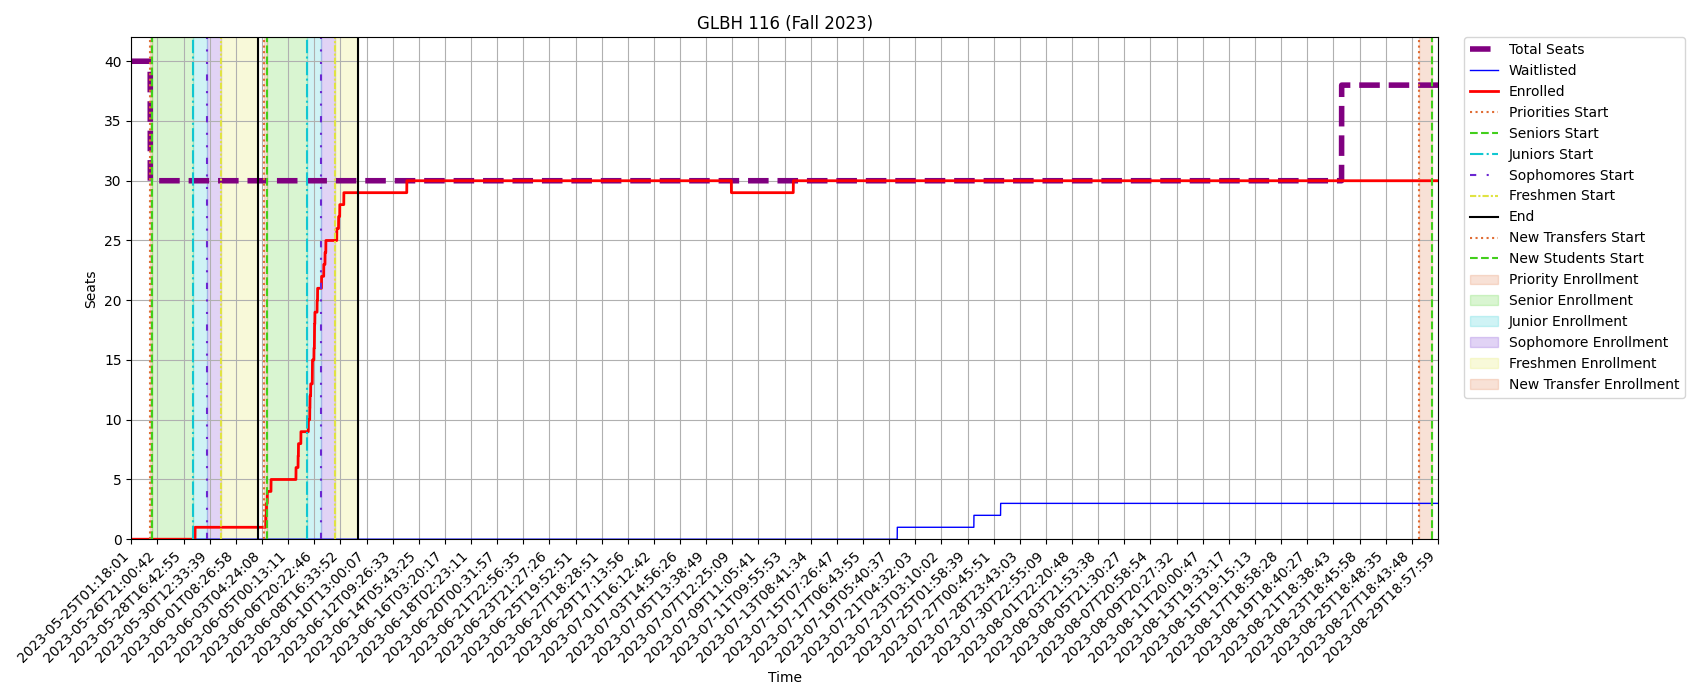 GLBH 116 (Fall 2023)
Seats
40
35
30
25
20
15
10
5
0
2023-05-25T01:18:01
2023-05-26T21:00:42
2023-05-28T16:42:55
2023-05-30T12:33:39
2023-06-01T08:26:58
2023-06-03T04:24:08
2023-06-05T00:13:11
2023-06-06T20:22:46
2023-06-08T16:33:52
2023-06-10T13:00:07
2023-06-12T09:26:33
2023-06-14T05:43:25
2023-06-16T03:20:17
2023-06-18T02:23:11
2023-06-20T00:31:57
2023-06-21T22:56:35
2023-06-23T21:27:26
2023-06-25T19:52:51
2023-06-27T18:28:51
2023-06-29T17:13:56
2023-07-01T16:12:42
2023-07-03T14:56:26
2023-07-05T13:38:49
2023-07-07T12:25:09
2023-07-09T11:05:41
2023-07-11T09:55:53
2023-07-13T08:41:34
2023-07-15T07:26:47
2023-07-17T06:43:55
2023-07-19T05:40:37
2023-07-21T04:32:03
2023-07-23T03:10:02
2023-07-25T01:58:39
2023-07-27T00:45:51
2023-07-28T23:43:03
2023-07-30T22:55:09
2023-08-01T22:20:48
2023-08-03T21:53:38
2023-08-05T21:30:27
2023-08-07T20:58:54
2023-08-09T20:27:32
2023-08-11T20:00:47
2023-08-13T19:33:17
2023-08-15T19:15:13
2023-08-17T18:58:28
2023-08-19T18:40:27
2023-08-21T18:38:43
2023-08-23T18:45:58
2023-08-25T18:48:35
2023-08-27T18:43:48
2023-08-29T18:57:59
Time
Total Seats
Waitlisted
Enrolled
Priorities Start
Seniors Start
Juniors Start
Sophomores Start
Freshmen Start
End
New Transfers Start
New Students Start
Priority Enrollment
Senior Enrollment
Junior Enrollment
Sophomore Enrollment
Freshmen Enrollment
New Transfer Enrollment